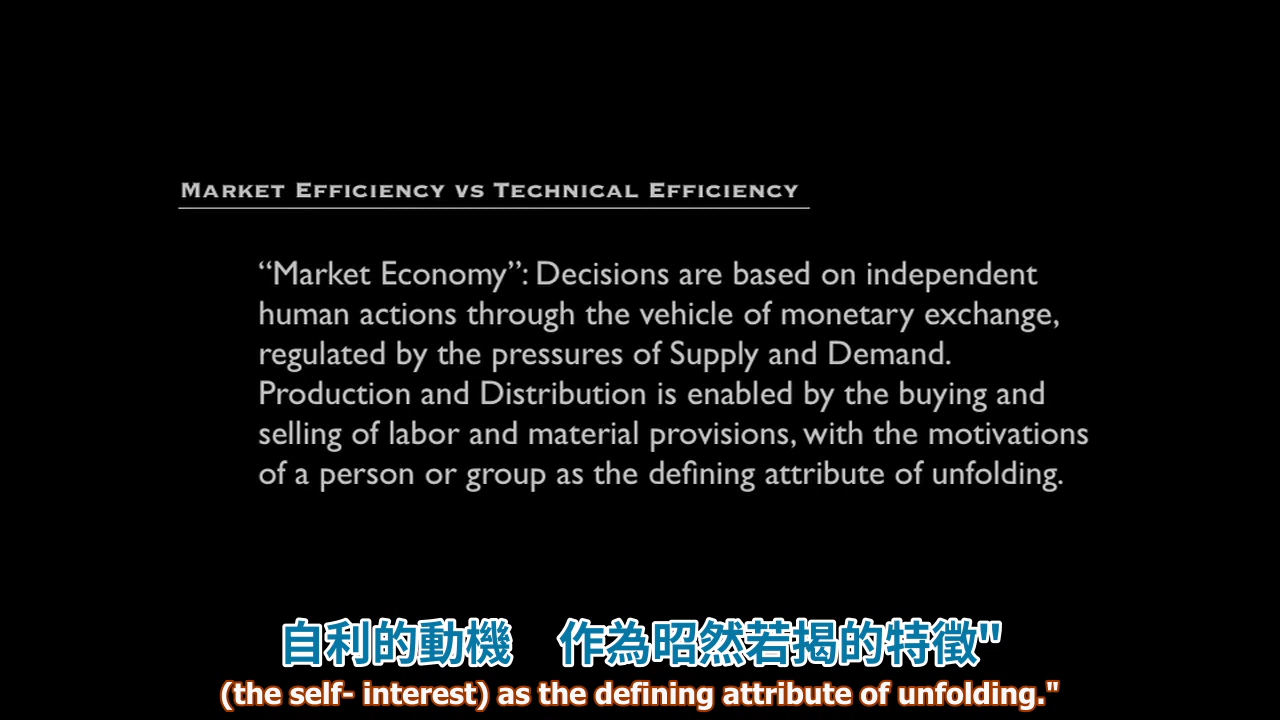 MARKET EFFICIENCY VS TECHNICAL EFFICIENCY
“Market Economy”: Decisions are based on independent
human actions through the vehicle of monetary exchange,
regulated by the pressures of Supply and Demand.
Production and Distribution is enabled by the buying and
selling of labor and material provisions, with the motivations
of a person or group as the defining attribute of unfolding.
自利的動機　作為昭然若揭的特徵"
(the self- interest) as the defining attribute of unfolding."